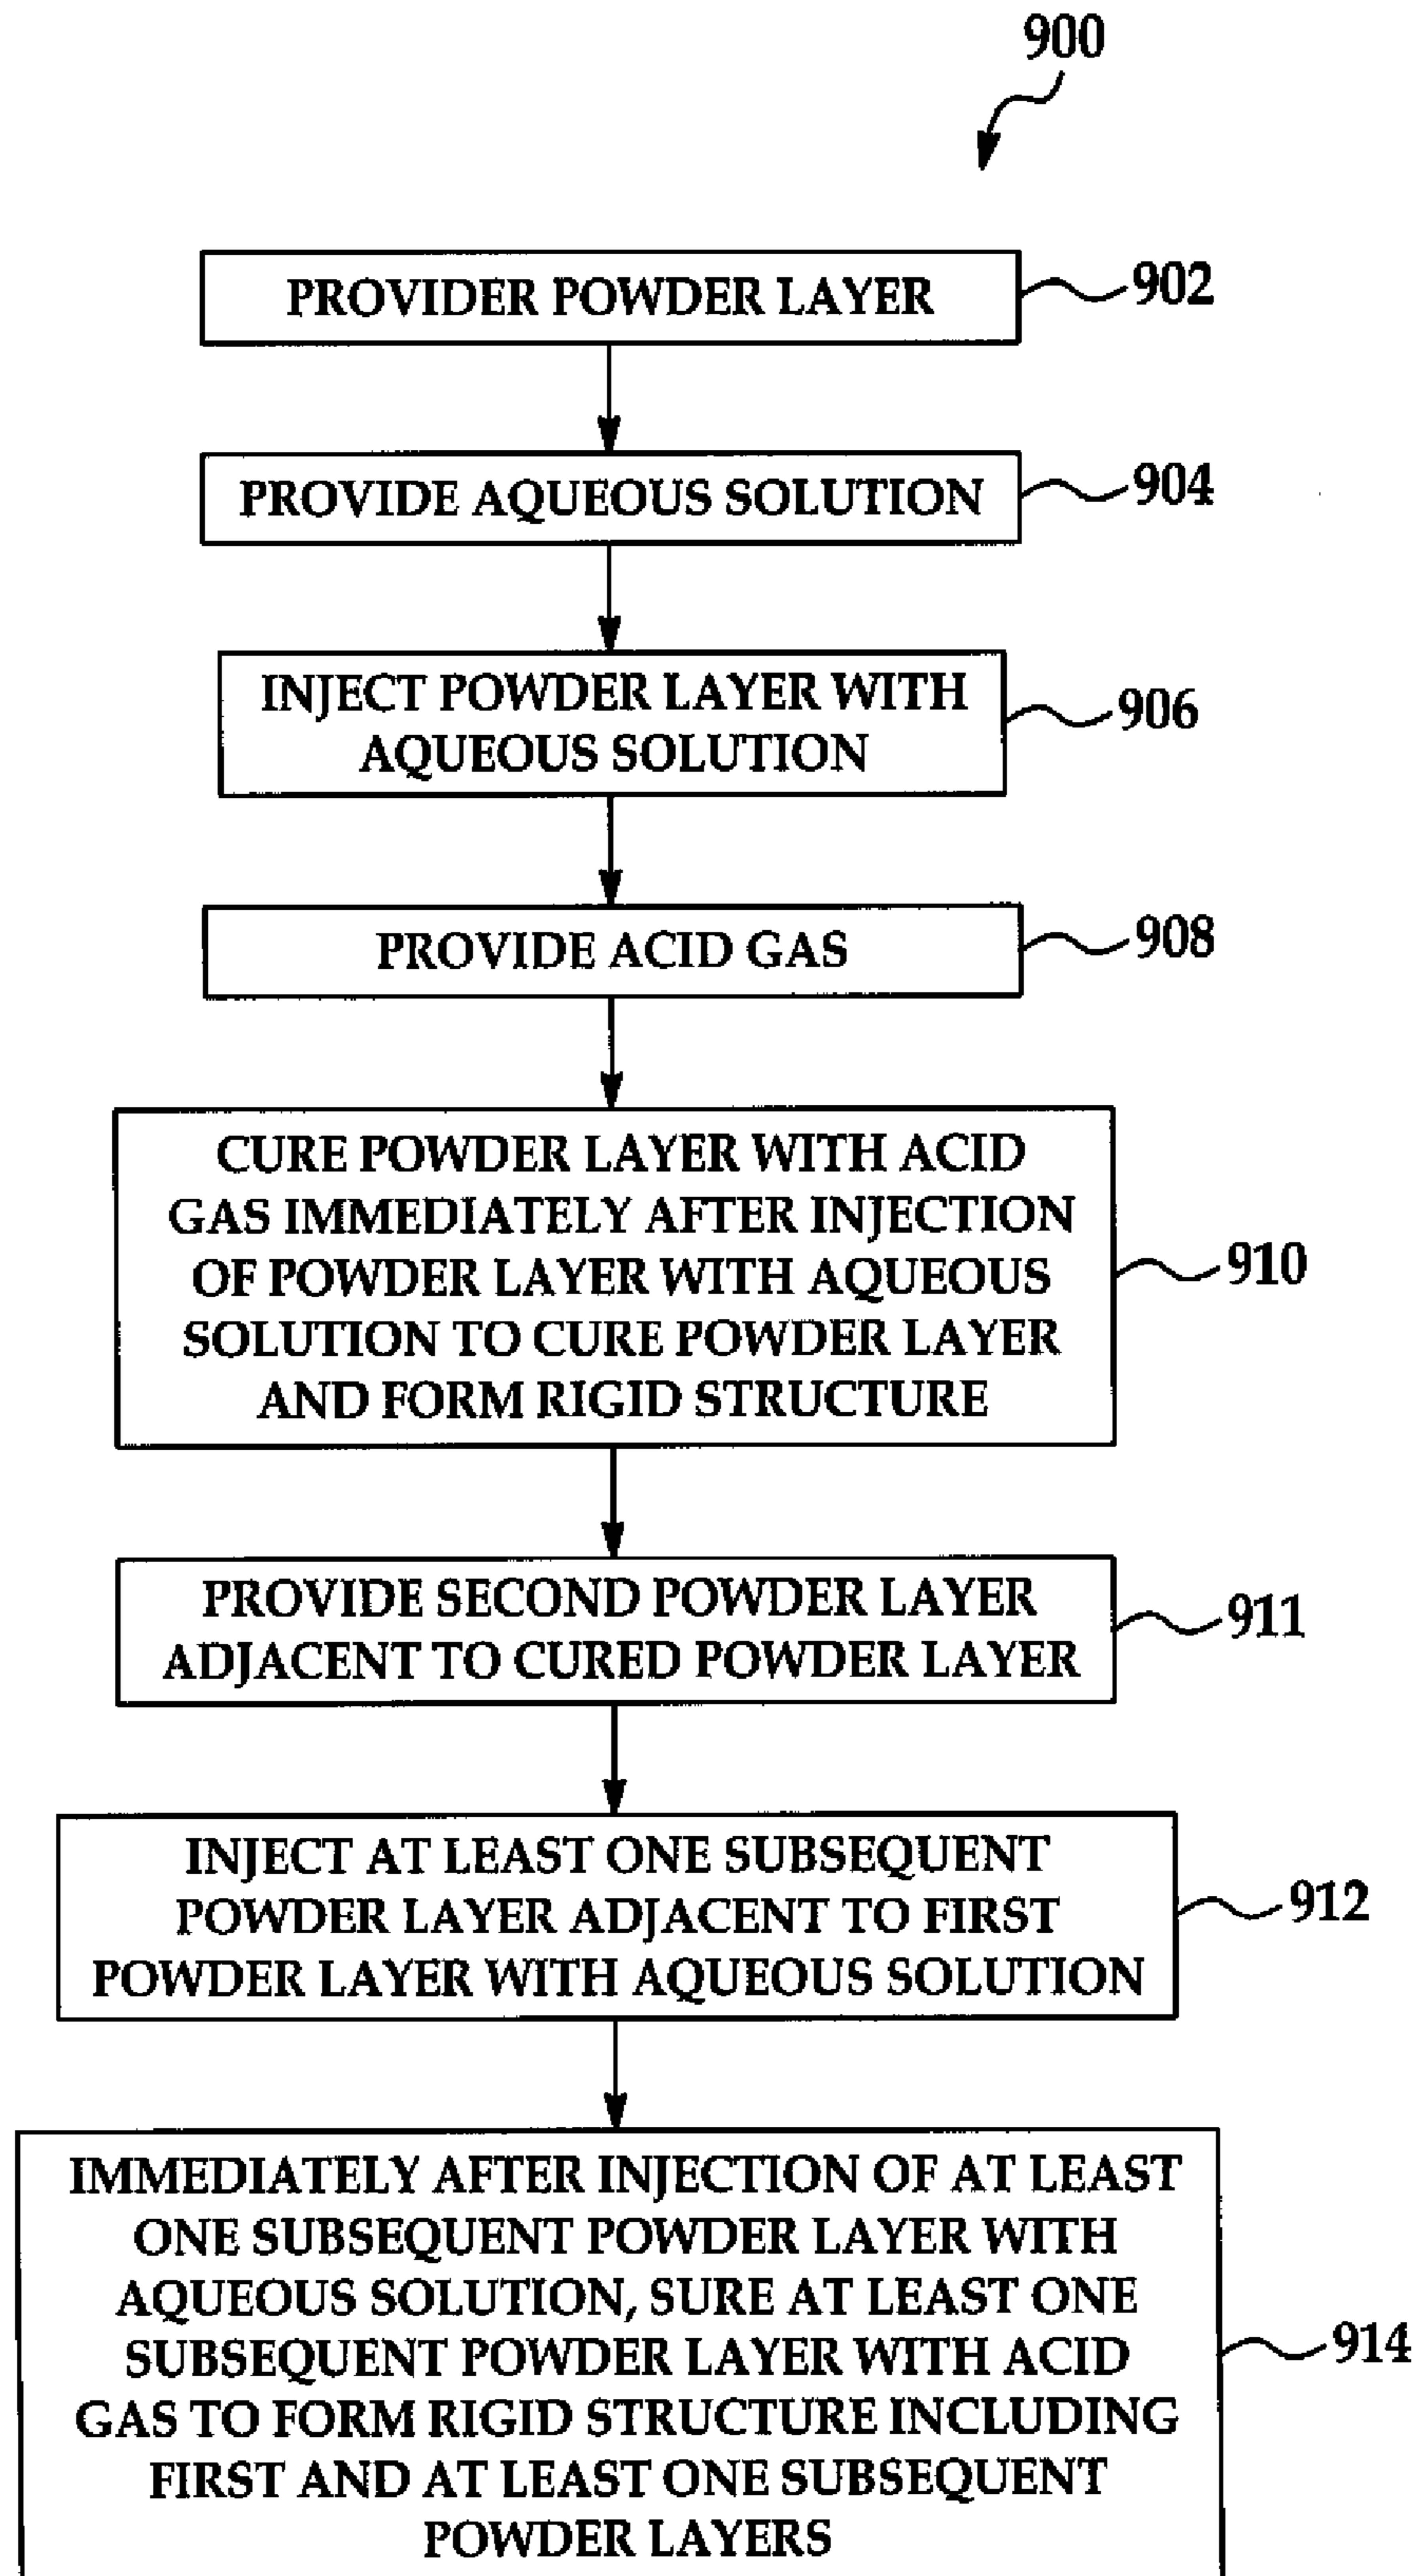 900
PROVIDER POWDER LAYER
902
PROVIDE AQUEOUS SOLUTION
904
INJECT POWDER LAYER WITH
AQUEOUS SOLUTION
906
PROVIDE ACID GAS
908
CURE POWDER LAYER WITH ACID
GAS IMMEDIATELY AFTER INJECTION
OF POWDER LAYER WITH AQUEOUS
SOLUTION TO CURE POWDER LAYER
AND FORM RIGID STRUCTURE
910
PROVIDE SECOND POWDER LAYER
ADJACENT TO CURED POWDER LAYER
911
INJECT AT LEAST ONE SUBSEQUENT
POWDER LAYER ADJACENT TO FIRST
POWDER LAYER WITH AQUEOUS SOLUTION
912
IMMEDIATELY AFTER INJECTION OF AT LEAST
ONE SUBSEQUENT POWDER LAYER WITH
AQUEOUS SOLUTION, SURE AT LEAST ONE
SUBSEQUENT POWDER LAYER WITH ACID
GAS TO FORM RIGID STRUCTURE INCLUDING
FIRST AND AT LEAST ONE SUBSEQUENT
POWDER LAYERS
914